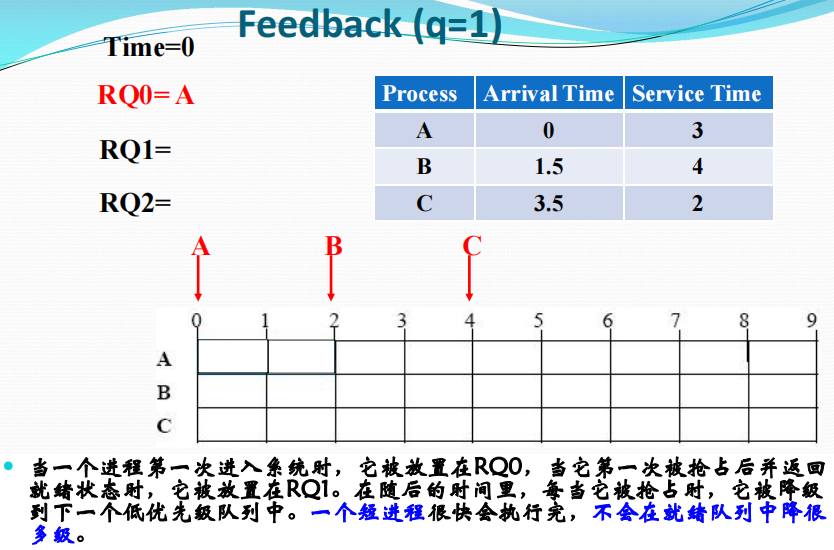 Feedback (q=1)
Time=0
RQ0= A
RQ1=
RQ2=
Process Arrival Time Service Time
A 0 3
B 1.5 4
C 3.5 2
A B C
0 1 2 3 4 5 6 7 8 9
A
B
C
当一个进程第一次进入系统时，它被放置在RQ0，当它第一次被抢占后并返回
就绪状态时，它被放置在RQ1。在随后的时间里，每当它被抢占时，它被降级
到下一个低优先级队列中。一个短进程很快会执行完，不会在就绪队列中降很
多级。